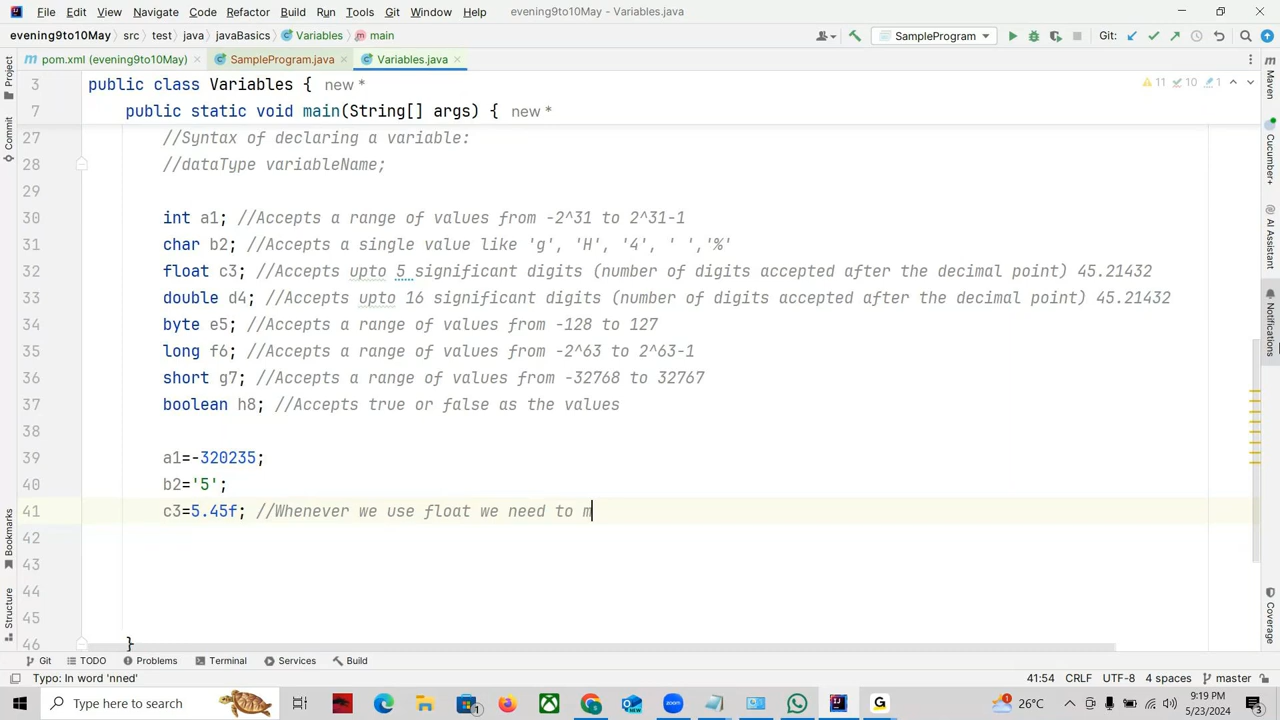 File Edit View Navigate Code Refactor Build Run Tools Git Window Help evening9to10May - Variables.java
evening9to10May src test java javaBasics Variables main SampleProgram Git:
pom.xml (evening9to10May) SampleProgram.java Variables.java
3 public class Variables { new *
7 public static void main(String[] args) { new *
11 10 1
27 //Syntax of declaring a variable:
28 //dataType variableName;
29
30 int a1; //Accepts a range of values from -2^31 to 2^31-1
31 char b2; //Accepts a single value like 'g', 'H', '4', ' ','%'
32 float c3; //Accepts upto 5 significant digits (number of digits accepted after the decimal point) 45.21432
33 double d4; //Accepts upto 16 significant digits (number of digits accepted after the decimal point) 45.21432
34 byte e5; //Accepts a range of values from -128 to 127
35 long f6; //Accepts a range of values from -2^63 to 2^63-1
36 short g7; //Accepts a range of values from -32768 to 32767
37 boolean h8; //Accepts true or false as the values
38
39 a1=-320235;
40 b2='5';
41 c3=5.45f; //Whenever we use float we need to m
42
43
44
45
46 }
Project
Commit
Bookmarks
Structure
Maven
Cucumber+
AI Assistant
Notifications
Coverage
Git TODO Problems Terminal Services Build
Typo: In word 'nned' 41:54 CRLF UTF-8 4 spaces master
Type here to search 26°C 9:19 PM
5/23/2024